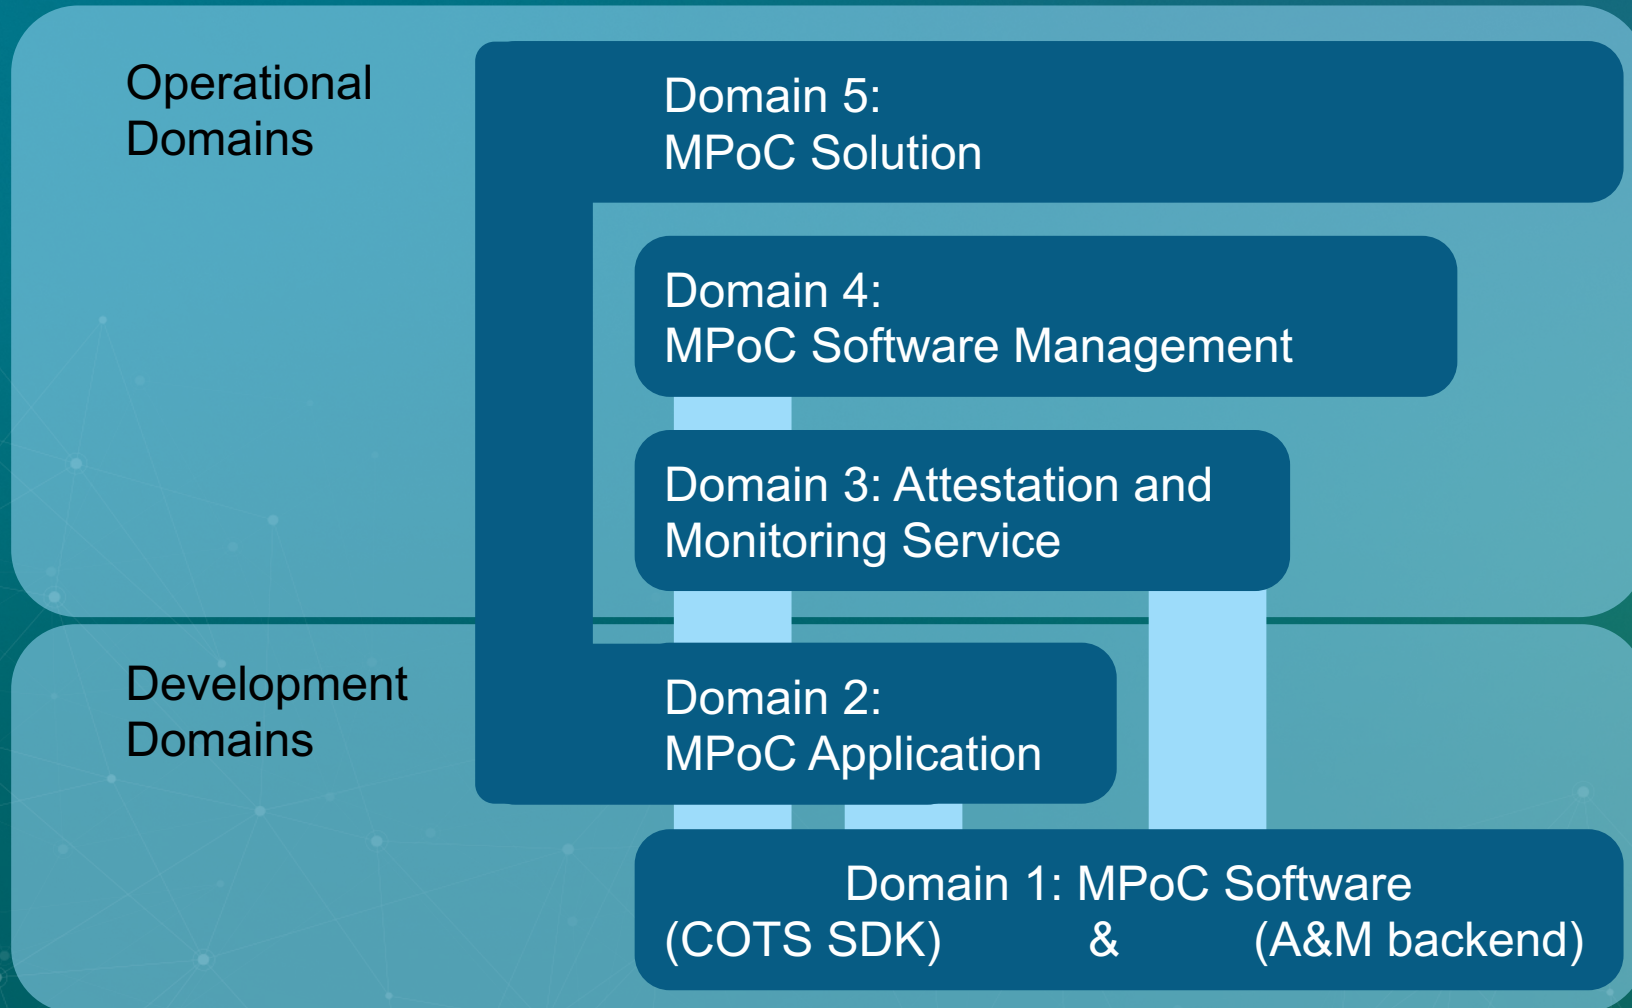 Operational
Domains
Domain 5:
MPoC Solution
Domain 4:
MPoC Software Management
Domain 3: Attestation and
Monitoring Service
Development
Domains
Domain 2:
MPoC Application
Domain 1: MPoC Software
(COTS SDK) & (A&M backend)